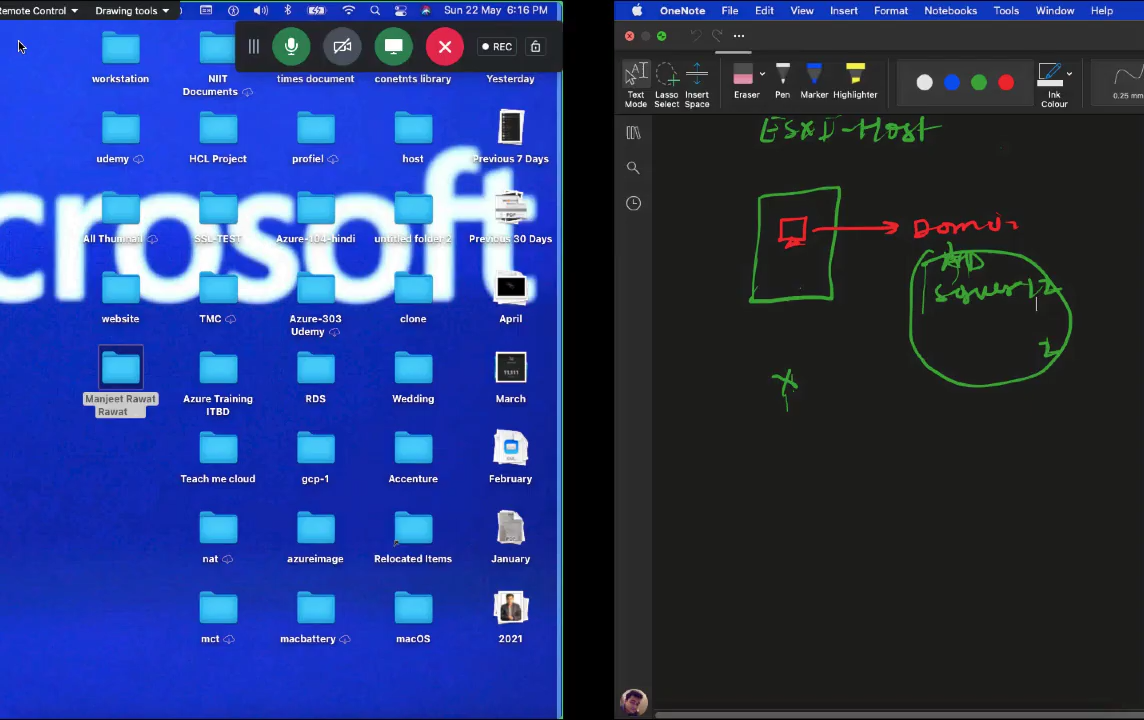 Remote Control
Drawing tools
Sun 22 May 6:16 PM
REC
workstation
NIIT
Documents
times document
conetnts library
Yesterday
udemy
HCL Project
profiel
host
Previous 7 Days
All Thumnail
SSL-TEST
Azure-104-hindi
untitled folder 2
Previous 30 Days
website
TMC
Azure-303
Udemy
clone
April
Manjeet Rawat
Rawat
Azure Training
ITBD
RDS
Wedding
March
Teach me cloud
gcp-1
Accenture
February
nat
azureimage
Relocated Items
January
mct
macbattery
macOS
2021
crosoft
OneNote File Edit View Insert Format Notebooks Tools Window Help
Text
Mode
Lasso
Select
Insert
Space
Eraser
Pen
Marker
Highlighter
Ink
Colour
0.25 mm
ESXI-Host
AD